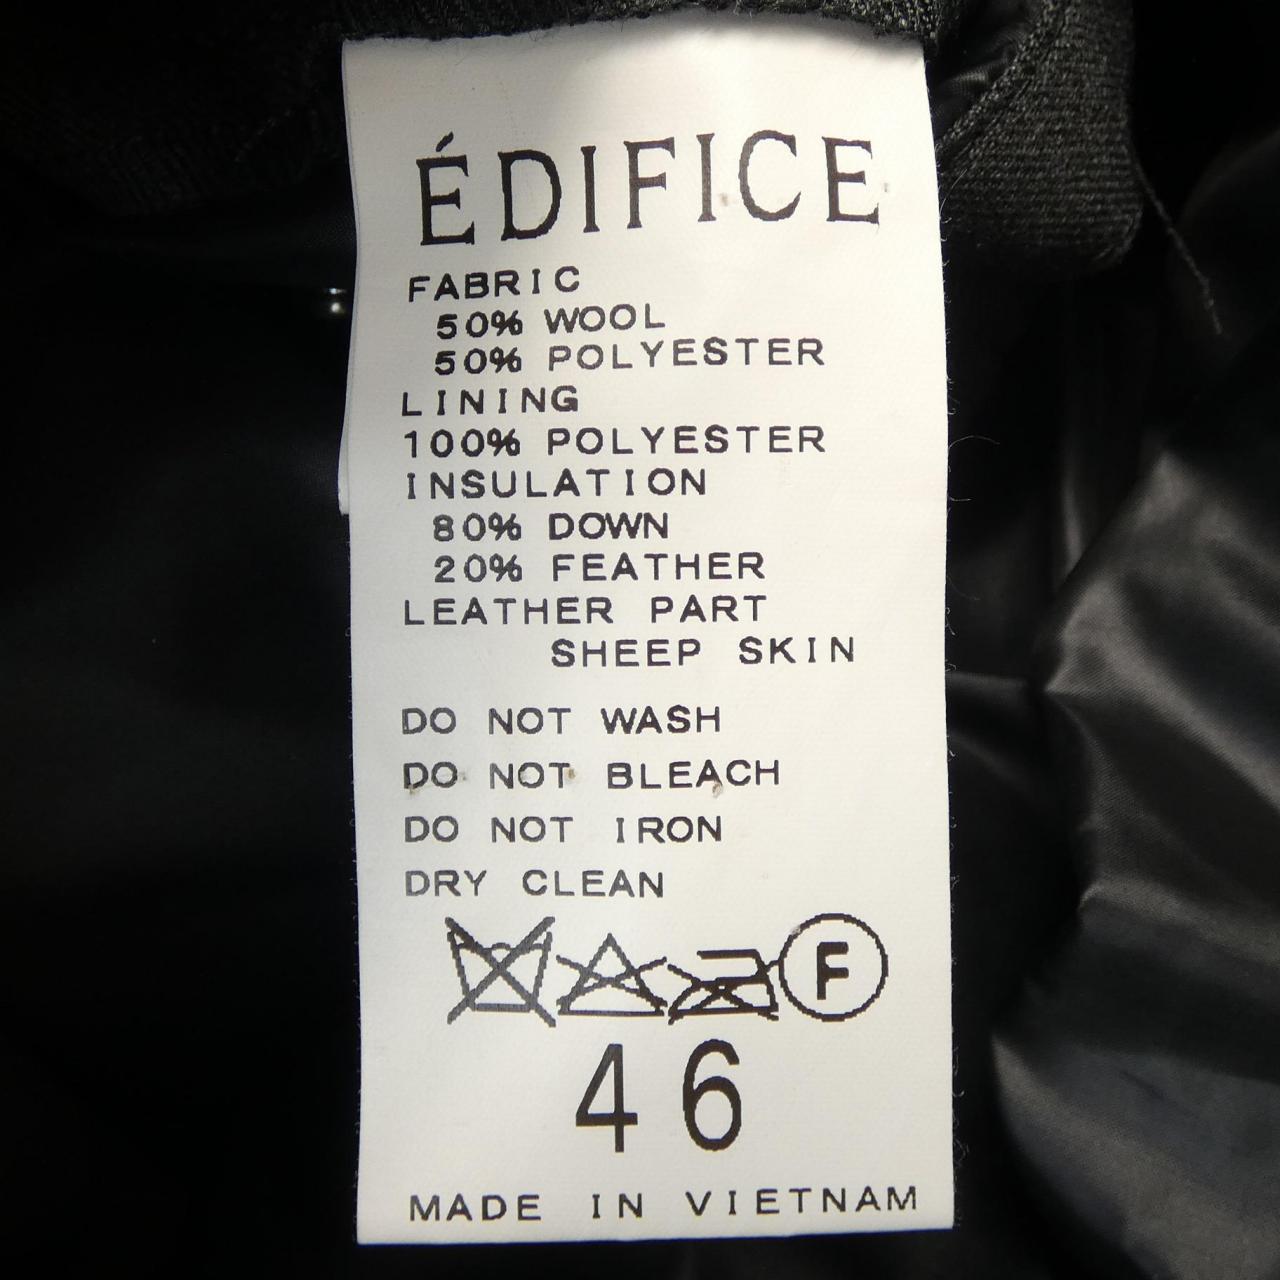 ÉDIFICE
FABRIC
50% WOOL
50% POLYESTER
LINING
100% POLYESTER
INSULATION
80% DOWN
20% FEATHER
LEATHER PART
SHEEP SKIN
DO NOT WASH
DO NOT BLEACH
DO NOT IRON
DRY CLEAN
F
46
MADE IN VIETNAM